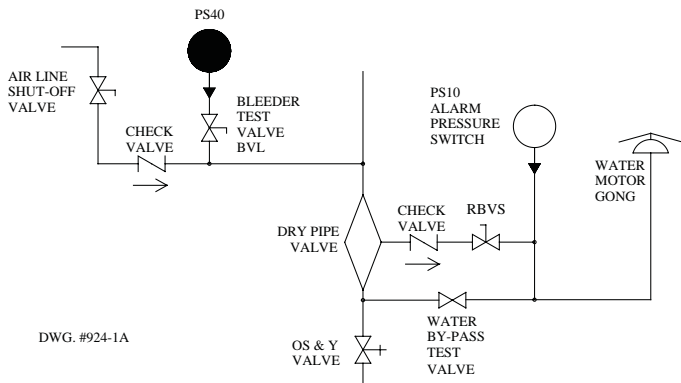 PS40
AIR LINE
SHUT-OFF
VALVE
BLEEDER
TEST
VALVE
BVL
CHECK
VALVE
PS10
ALARM
PRESSURE
SWITCH
WATER
MOTOR
GONG
DRY PIPE
VALVE
CHECK
VALVE
RBVS
OS & Y
VALVE
WATER
BY-PASS
TEST
VALVE
DWG. #924-1A